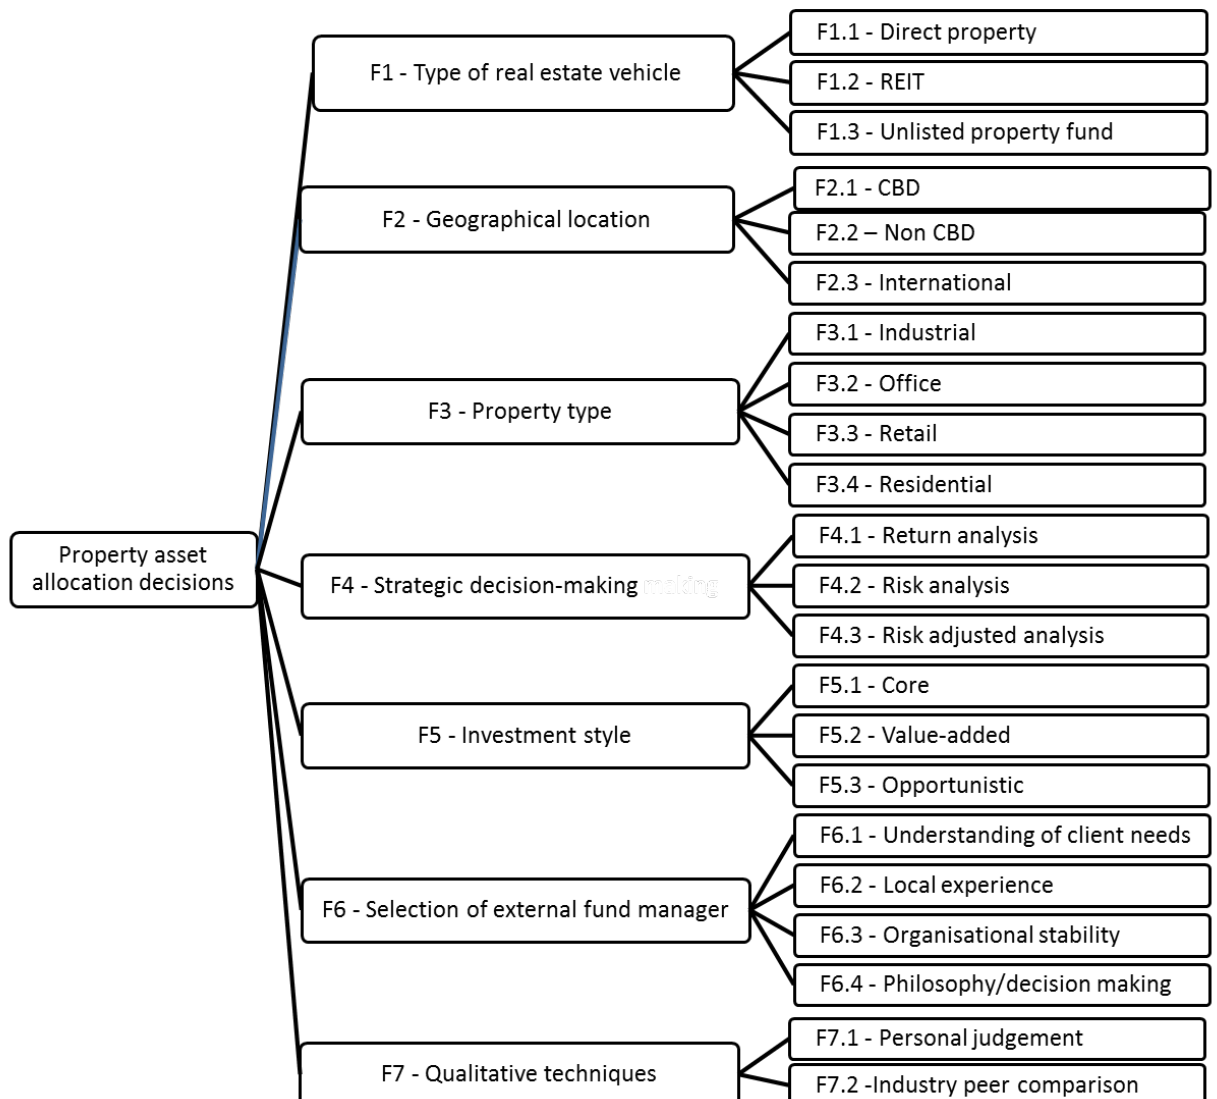 Property asset
allocation decisions
F1 - Type of real estate vehicle
F1.1 - Direct property
F1.2 - REIT
F1.3 - Unlisted property fund
F2 - Geographical location
F2.1 - CBD
F2.2 – Non CBD
F2.3 - International
F3 - Property type
F3.1 - Industrial
F3.2 - Office
F3.3 - Retail
F3.4 - Residential
F4 - Strategic decision-making making
F4.1 - Return analysis
F4.2 - Risk analysis
F4.3 - Risk adjusted analysis
F5 - Investment style
F5.1 - Core
F5.2 - Value-added
F5.3 - Opportunistic
F6 - Selection of external fund manager
F6.1 - Understanding of client needs
F6.2 - Local experience
F6.3 - Organisational stability
F6.4 - Philosophy/decision making
F7 - Qualitative techniques
F7.1 - Personal judgement
F7.2 -Industry peer comparison